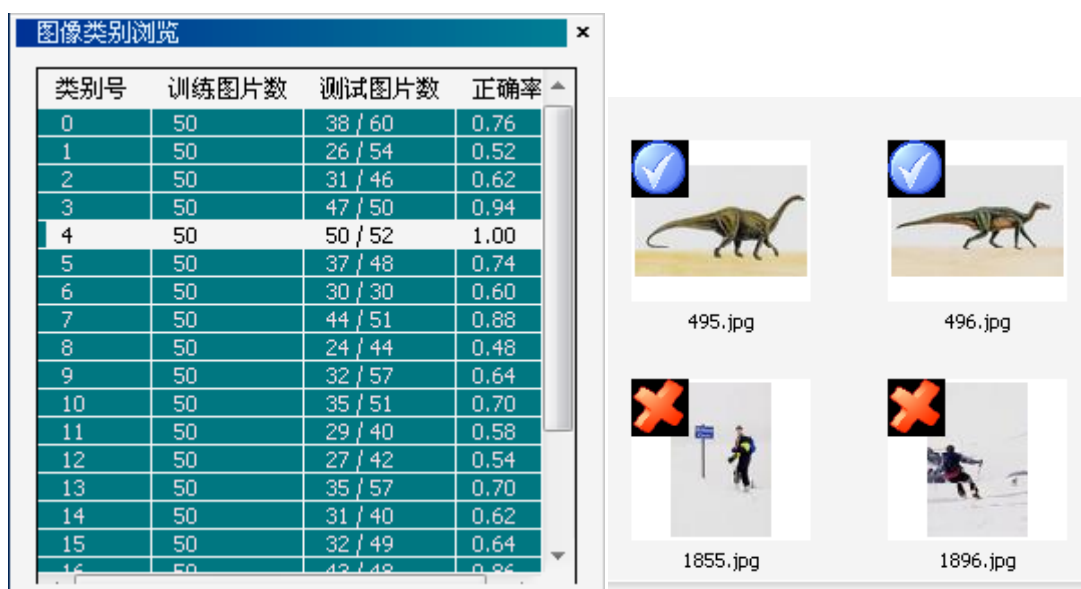 图像类别浏览
类别号 训练图片数 测试图片数 正确率
0 50 38 / 60 0.76
1 50 26 / 54 0.52
2 50 31 / 46 0.62
3 50 47 / 50 0.94
4 50 50 / 52 1.00
5 50 37 / 48 0.74
6 50 30 / 30 0.60
7 50 44 / 51 0.88
8 50 24 / 44 0.48
9 50 32 / 57 0.64
10 50 35 / 51 0.70
11 50 29 / 40 0.58
12 50 27 / 42 0.54
13 50 35 / 57 0.70
14 50 31 / 40 0.62
15 50 32 / 49 0.64
16 50 43 / 48 0.86
495.jpg 496.jpg
1855.jpg 1896.jpg